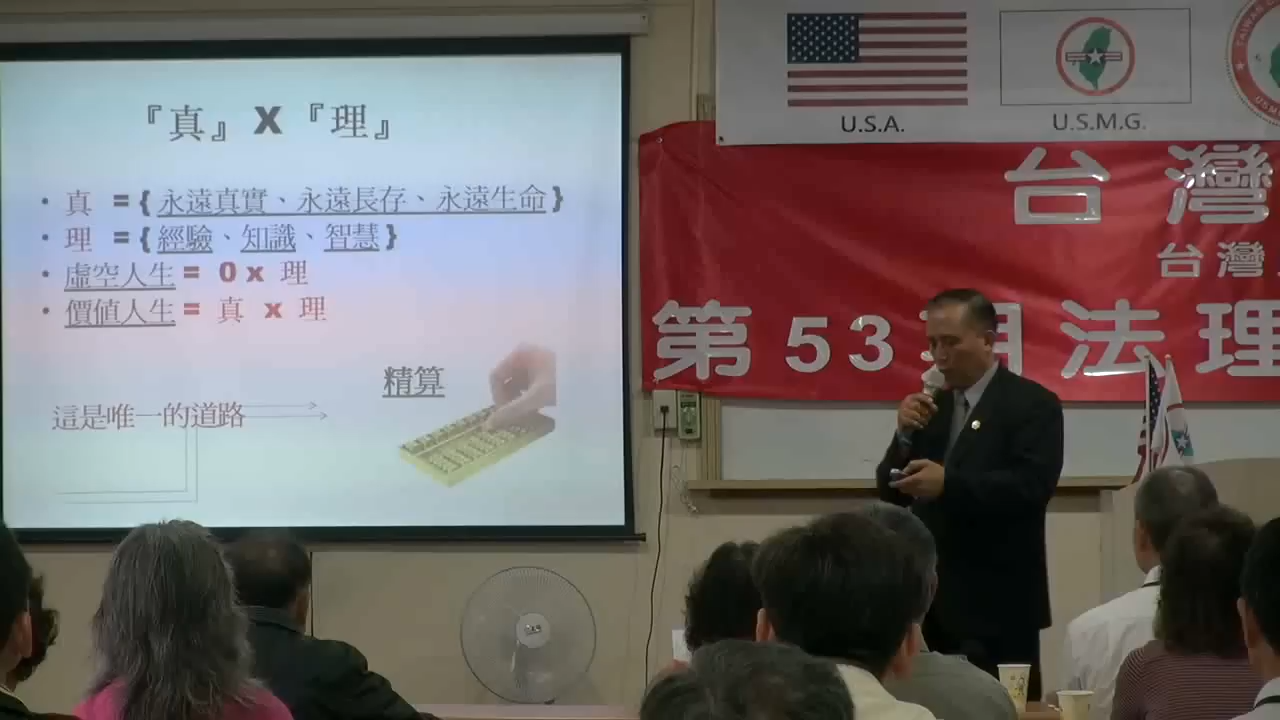 『真』 X 『理』
• 真 = { 永遠真實、永遠長存、永遠生命 }
• 理 = { 經驗、知識、智慧 }
• 虛空人生 = 0 x 理
• 價值人生 = 真 x 理
精算
這是唯一的道路
U.S.A.
U.S.M.G.
台灣
台灣
第53期法理